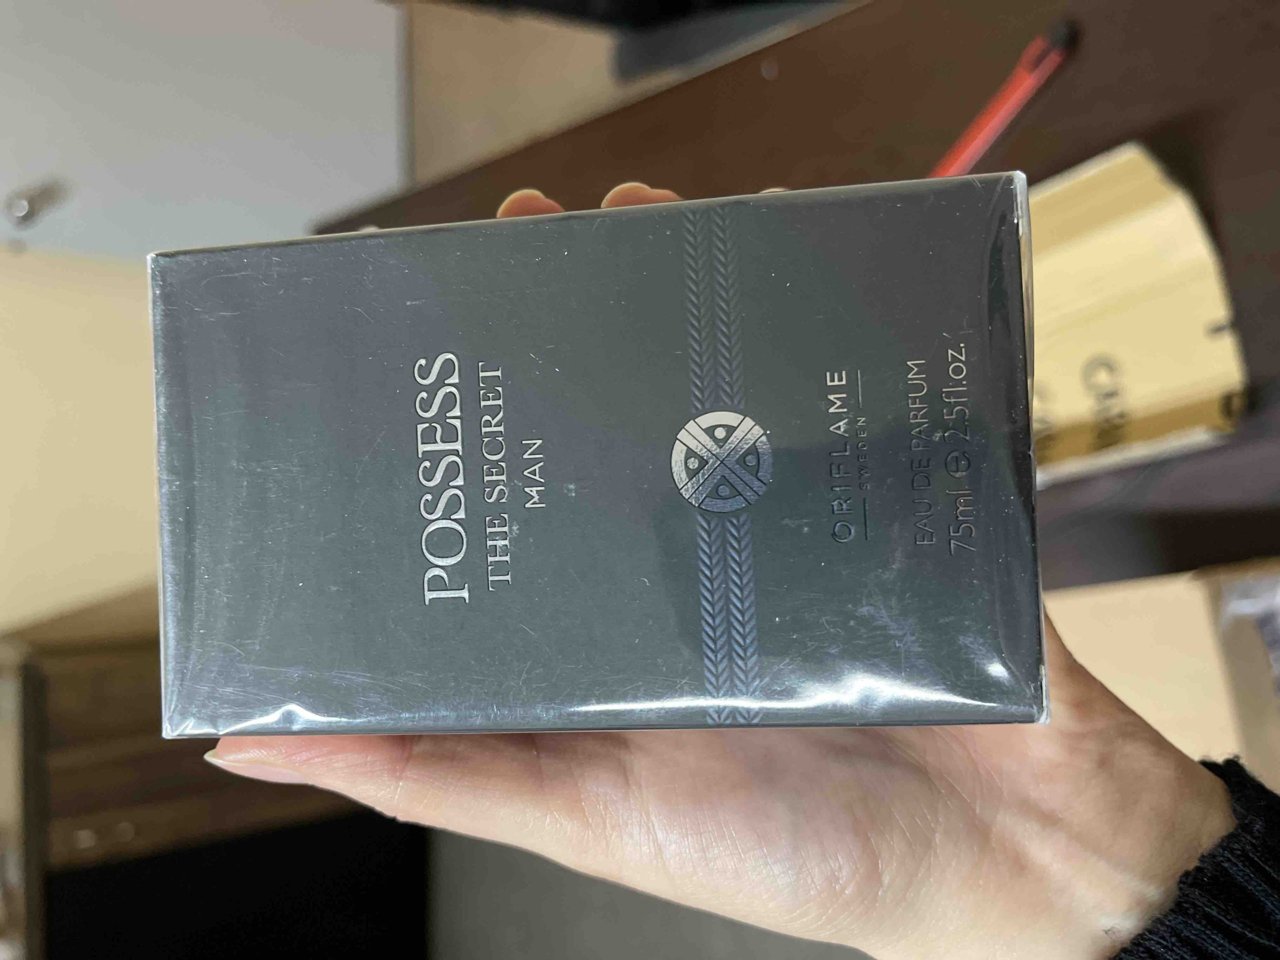 POSSESS
THE SECRET
MAN
ORIFLAME
SWEDEN
EAU DE PARFUM
75ml ℮ 2.5fl.oz.